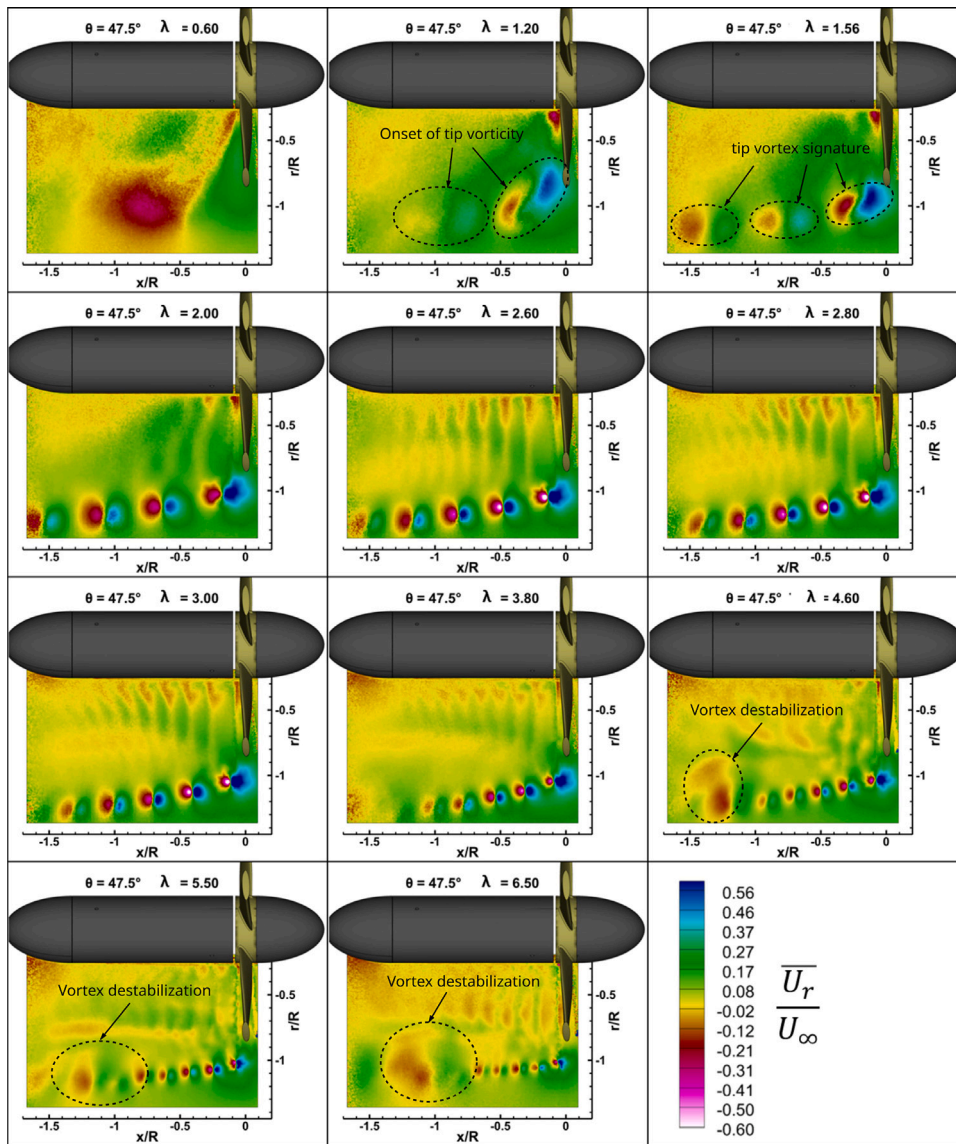 θ = 47.5° λ = 0.60
-0.5
-1
r/R
-1.5 -1 -0.5 0
x/R
θ = 47.5° λ = 1.20
Onset of tip vorticity
-0.5
-1
r/R
-1.5 -1 -0.5 0
x/R
θ = 47.5° λ = 1.56
tip vortex signature
-0.5
-1
r/R
-1.5 -1 -0.5 0
x/R
θ = 47.5° λ = 2.00
-0.5
-1
r/R
-1.5 -1 -0.5 0
x/R
θ = 47.5° λ = 2.60
-0.5
-1
r/R
-1.5 -1 -0.5 0
x/R
θ = 47.5° λ = 2.80
-0.5
-1
r/R
-1.5 -1 -0.5 0
x/R
θ = 47.5° λ = 3.00
-0.5
-1
r/R
-1.5 -1 -0.5 0
x/R
θ = 47.5° λ = 3.80
-0.5
-1
r/R
-1.5 -1 -0.5 0
x/R
θ = 47.5° λ = 4.60
Vortex destabilization
-0.5
-1
r/R
-1.5 -1 -0.5 0
x/R
θ = 47.5° λ = 5.50
Vortex destabilization
-0.5
-1
r/R
-1.5 -1 -0.5 0
x/R
θ = 47.5° λ = 6.50
Vortex destabilization
-0.5
-1
r/R
-1.5 -1 -0.5 0
x/R
0.56
0.46
0.37
0.27
0.17
0.08
-0.02
-0.12
-0.21
-0.31
-0.41
-0.50
-0.60
U̅r̅
U∞